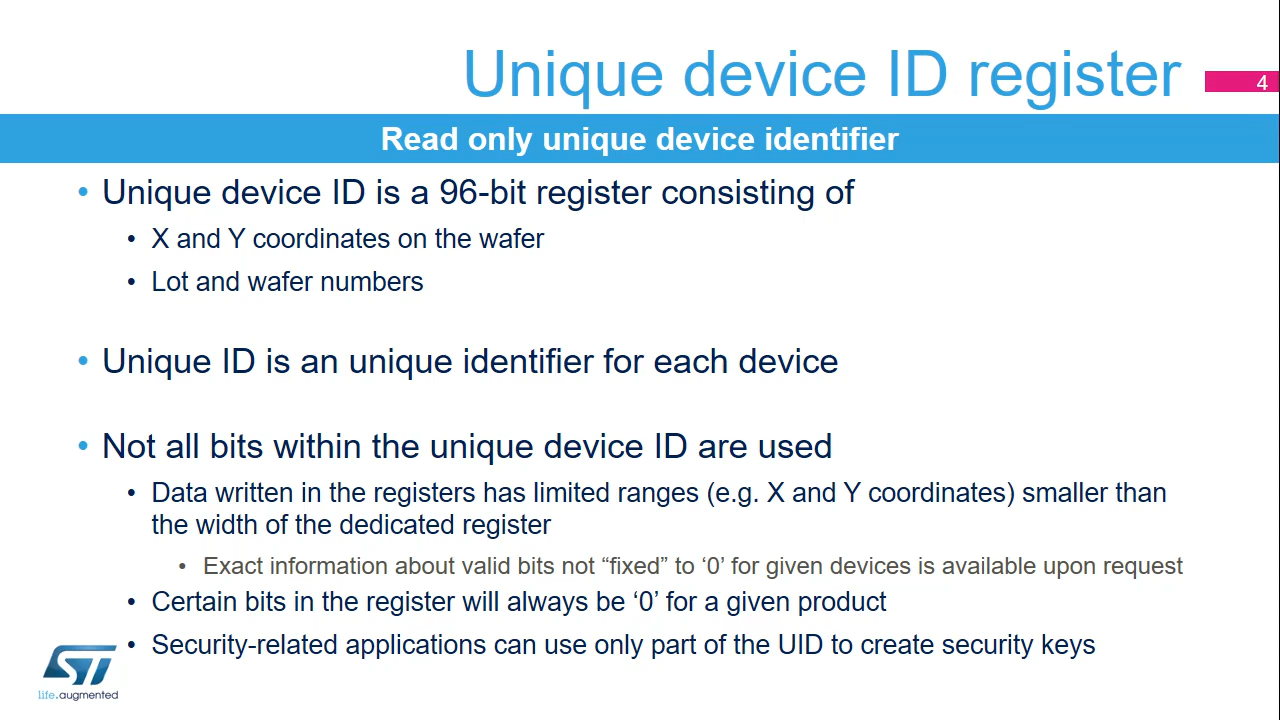 Unique device ID register
4
Read only unique device identifier
• Unique device ID is a 96-bit register consisting of
• X and Y coordinates on the wafer
• Lot and wafer numbers
• Unique ID is an unique identifier for each device
• Not all bits within the unique device ID are used
• Data written in the registers has limited ranges (e.g. X and Y coordinates) smaller than
the width of the dedicated register
• Exact information about valid bits not “fixed” to ‘0’ for given devices is available upon request
• Certain bits in the register will always be ‘0’ for a given product
• Security-related applications can use only part of the UID to create security keys
ST
life.augmented